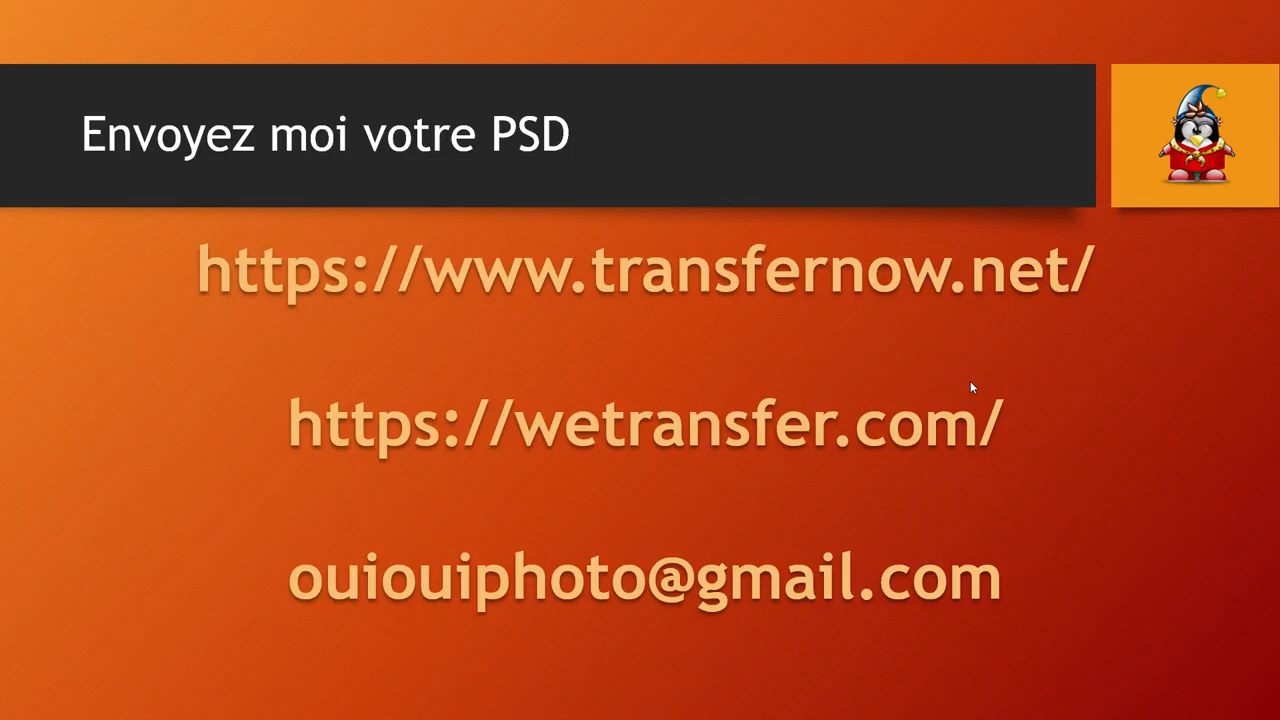 Envoyez moi votre PSD
https://www.transfernow.net/
https://wetransfer.com/
ouiouiphoto@gmail.com